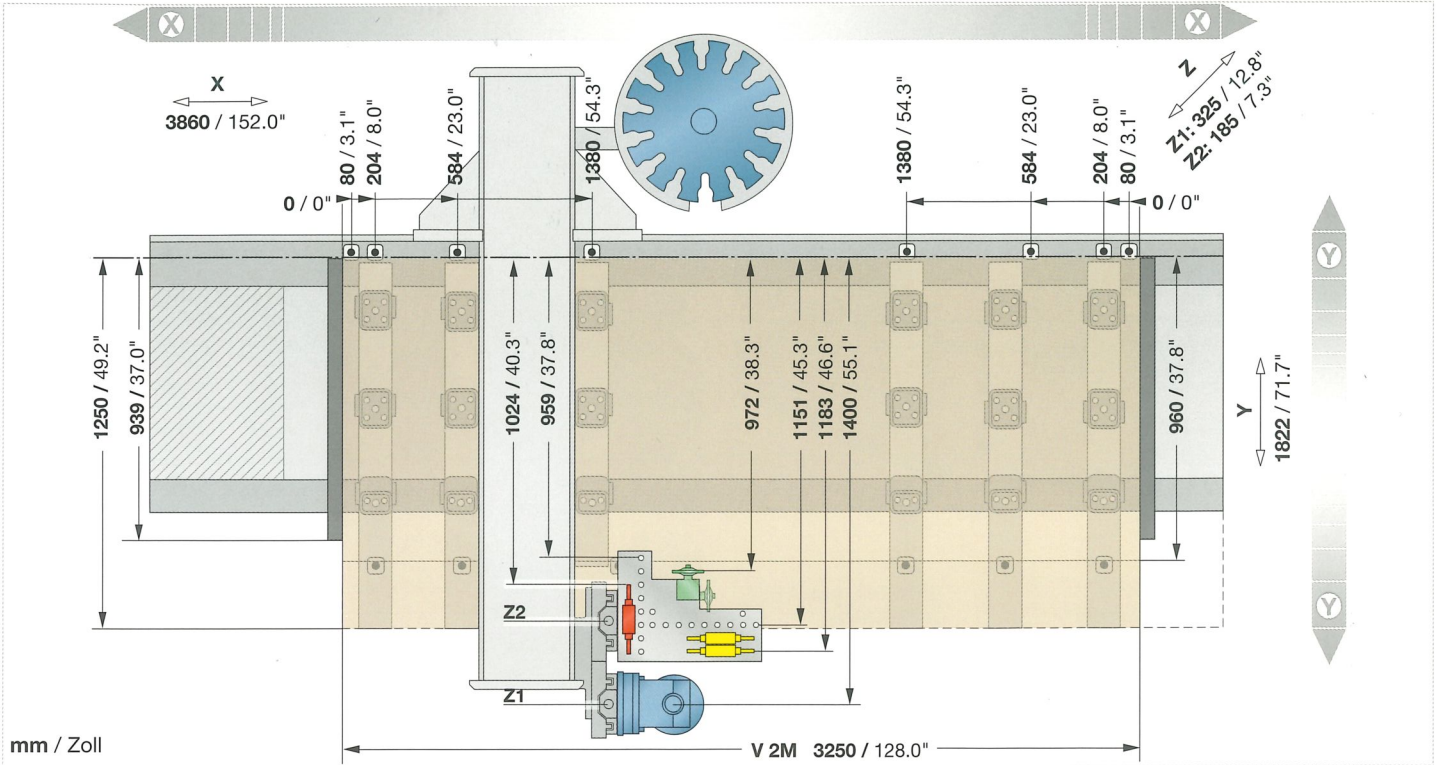 X
X
X
3860 / 152.0"
Z
Z1: 325 / 12.8"
Z2: 185 / 7.3"
0 / 0"
80 / 3.1"
204 / 8.0"
584 / 23.0"
1380 / 54.3"
1380 / 54.3"
584 / 23.0"
204 / 8.0"
80 / 3.1"
0 / 0"
Y
1250 / 49.2"
939 / 37.0"
1024 / 40.3"
959 / 37.8"
972 / 38.3"
1151 / 45.3"
1183 / 46.6"
1400 / 55.1"
960 / 37.8"
Y
1822 / 71.7"
Y
Z2
Z1
mm / Zoll
V 2M 3250 / 128.0"